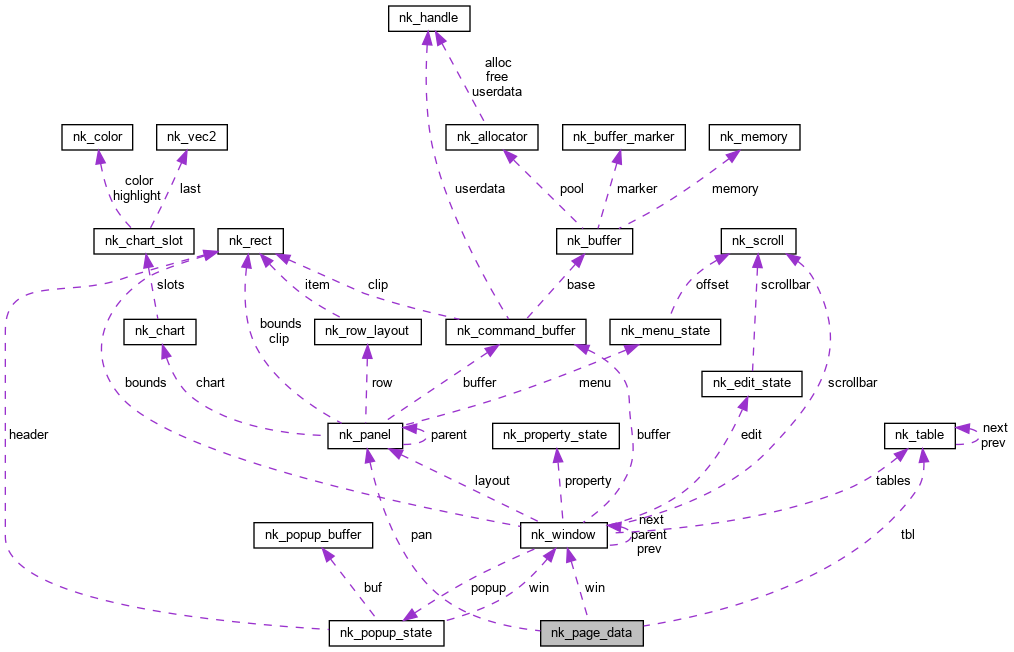 nk_handle
alloc
free
userdata
nk_color
nk_vec2
nk_allocator
nk_buffer_marker
nk_memory
color
highlight
last
userdata
pool
marker
memory
nk_chart_slot
nk_rect
nk_buffer
nk_scroll
slots
item
clip
base
offset
scrollbar
nk_chart
nk_row_layout
nk_command_buffer
nk_menu_state
bounds
clip
bounds
chart
row
buffer
menu
nk_edit_state
scrollbar
header
nk_panel
parent
nk_property_state
buffer
edit
nk_table
next
prev
layout
property
tables
nk_popup_buffer
pan
nk_window
next
parent
prev
tbl
buf
popup
win
win
nk_popup_state
nk_page_data